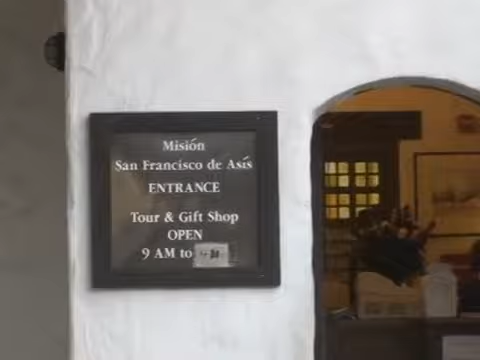 Misión
San Francisco de Asís
ENTRANCE
Tour & Gift Shop
OPEN
9 AM to